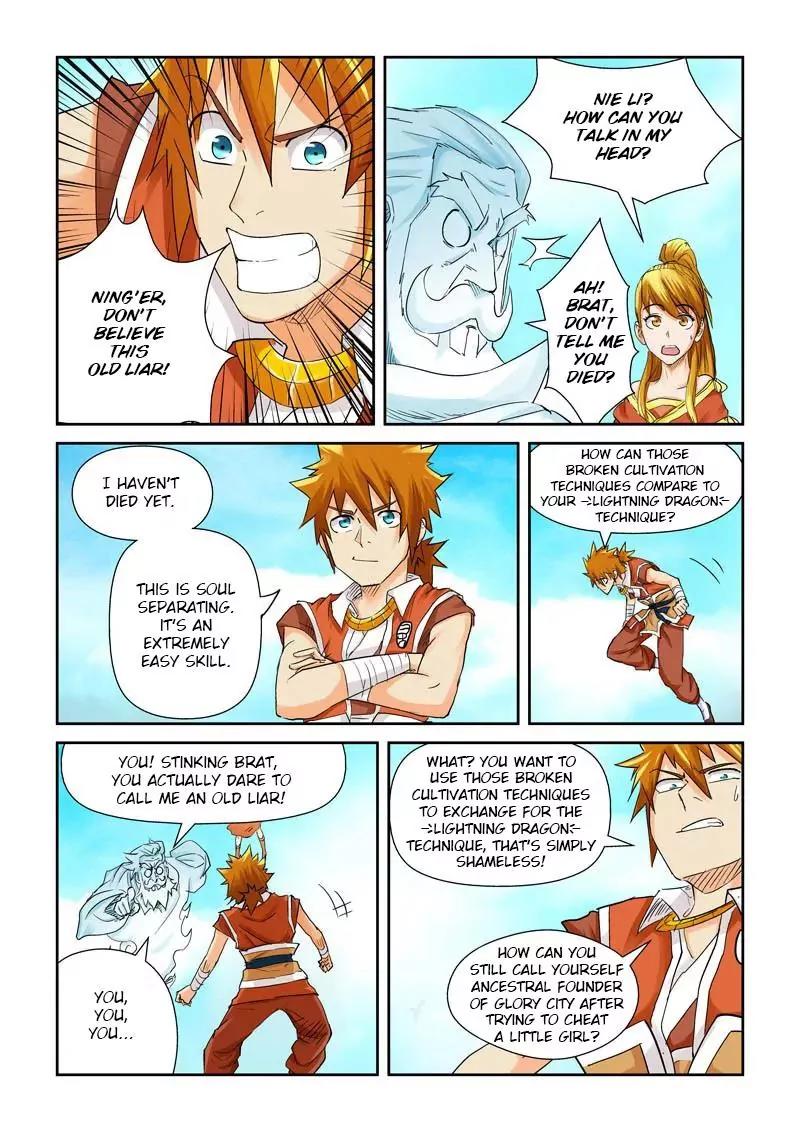 NING'ER,
DON'T
BELIEVE
THIS
OLD LIAR!
NIE LI?
HOW CAN YOU
TALK IN MY
HEAD?
AH!
BRAT,
DON'T
TELL ME
YOU
DIED?
I HAVEN'T
DIED YET.
THIS IS SOUL
SEPARATING.
IT'S AN
EXTREMELY
EASY SKILL.
HOW CAN THOSE
BROKEN CULTIVATION
TECHNIQUES COMPARE TO
YOUR -›LIGHTNING DRAGON‹-
TECHNIQUE?
YOU! STINKING BRAT,
YOU ACTUALLY DARE TO
CALL ME AN OLD LIAR!
YOU,
YOU,
YOU...
WHAT? YOU WANT TO
USE THOSE BROKEN
CULTIVATION TECHNIQUES
TO EXCHANGE FOR THE
-›LIGHTNING DRAGON‹-
TECHNIQUE, THAT'S SIMPLY
SHAMELESS!
HOW CAN YOU
STILL CALL YOURSELF
ANCESTRAL FOUNDER
OF GLORY CITY AFTER
TRYING TO CHEAT
A LITTLE GIRL?